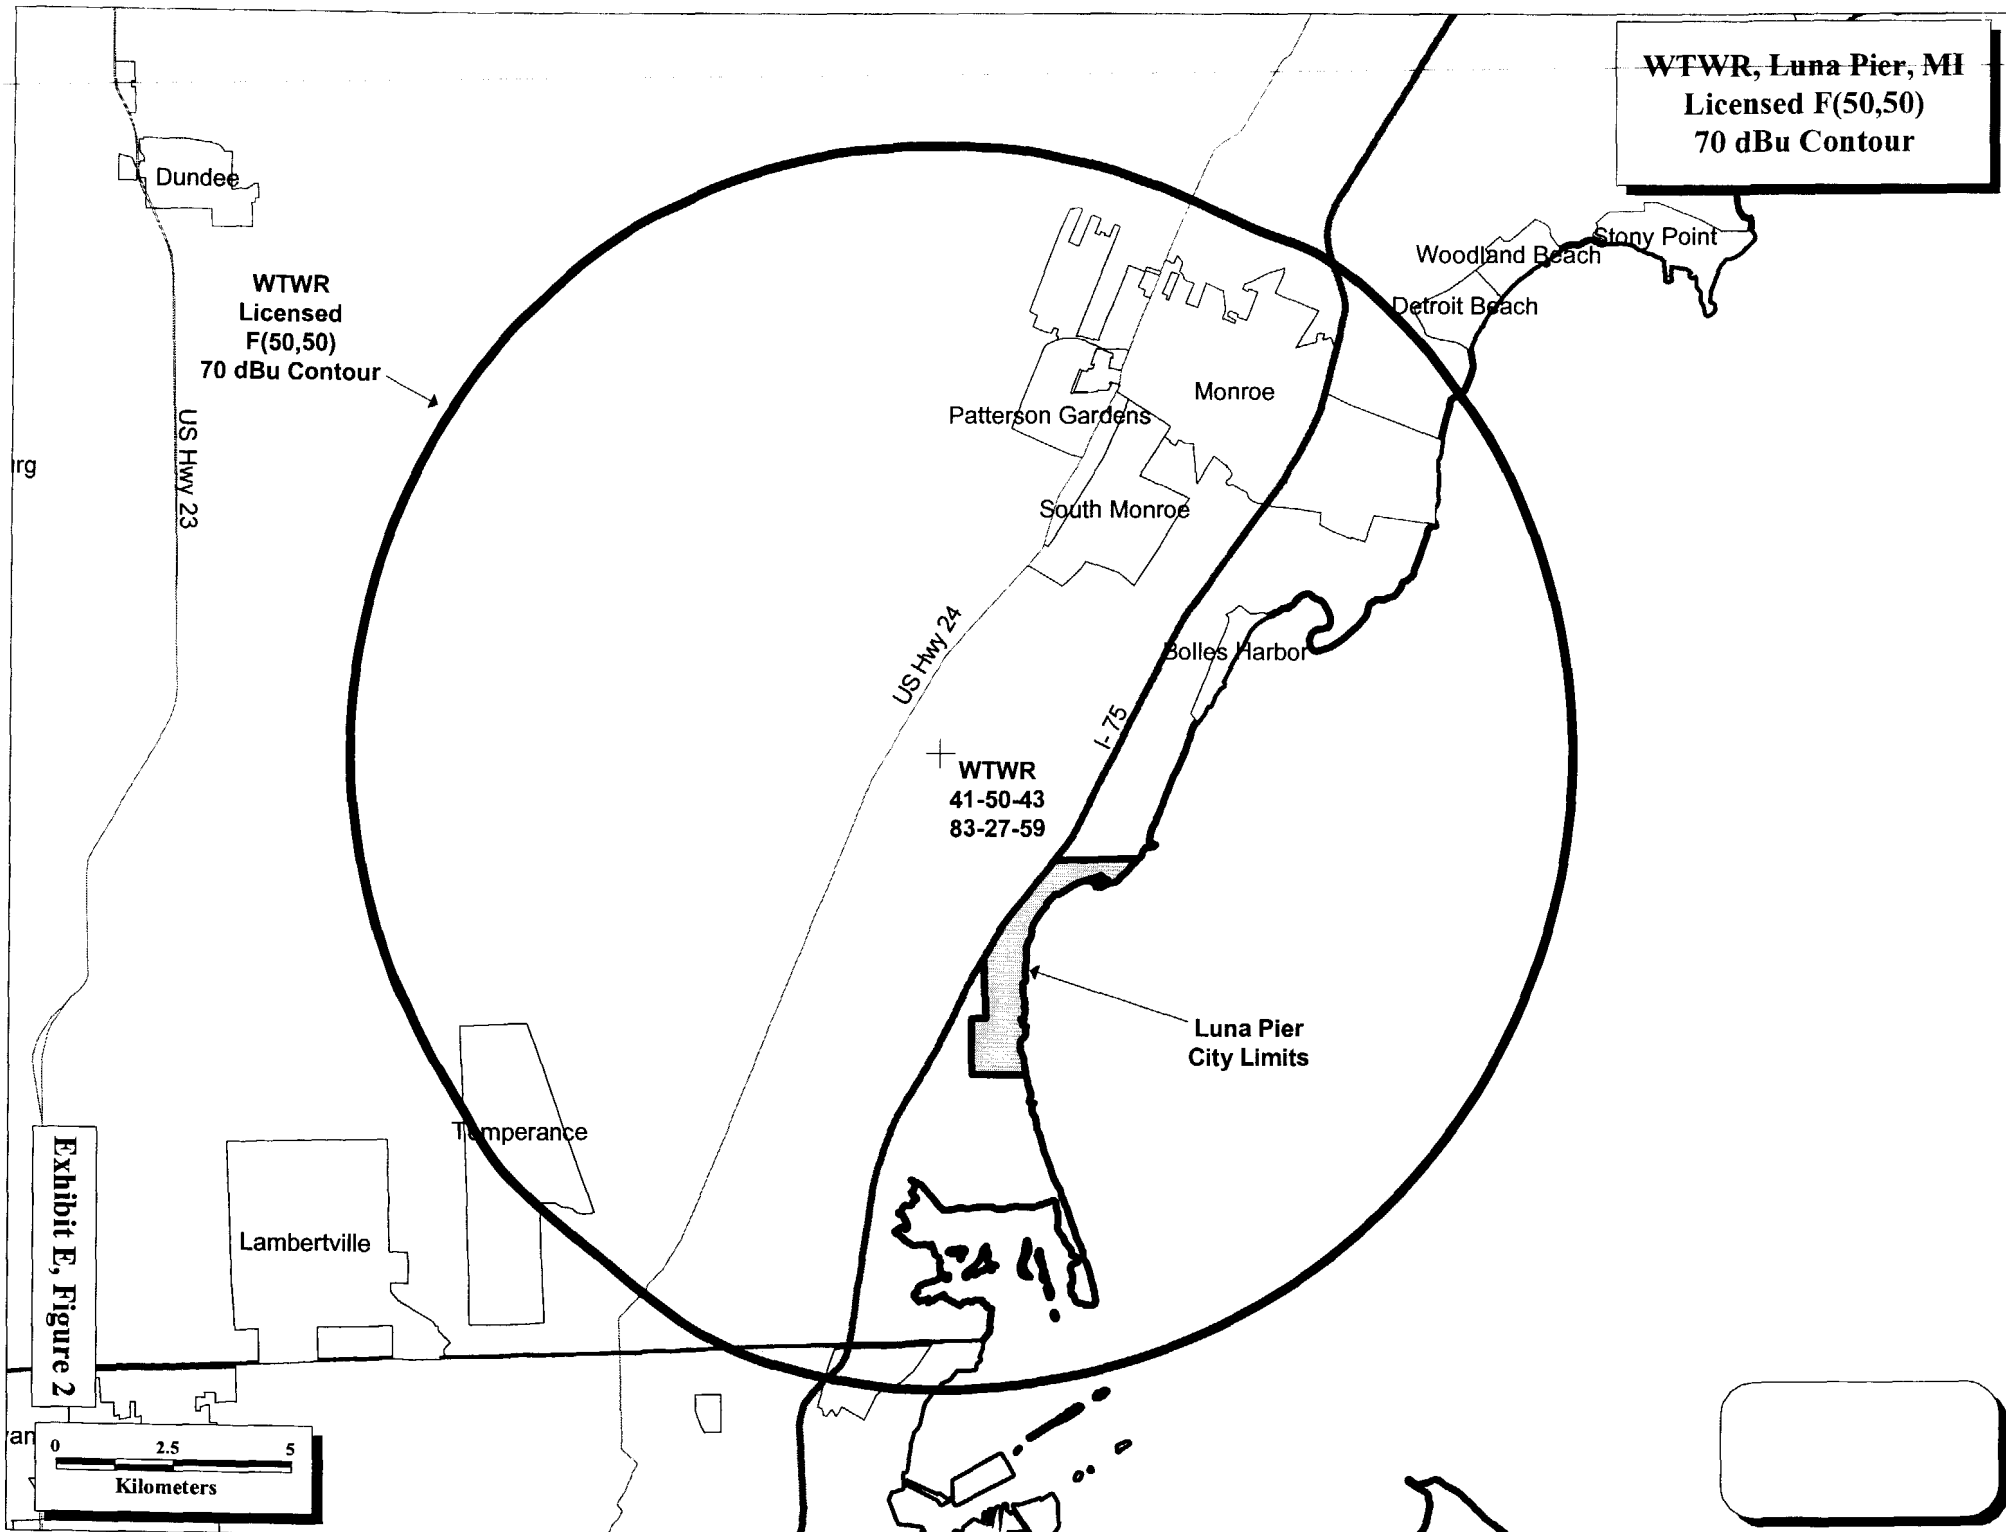 WTWR, Luna Pier, MI
Licensed F(50,50)
70 dBu Contour
Dundee
Stony Point
Woodland Beach
Detroit Beach
WTWR
Licensed
F(50,50)
70 dBu Contour
Monroe
Patterson Gardens
US Hwy 23
rg
South Monroe
US Hwy 24
Bolles Harbor
I-75
WTWR
41-50-43
83-27-59
Luna Pier
City Limits
Temperance
Lambertville
Exhibit E, Figure 2
van
0 2.5 5
Kilometers